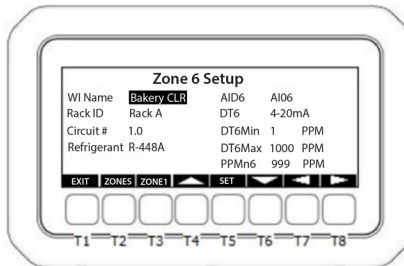 Zone 6 Setup
WI Name Bakery CLR AID6 AI06
Rack ID Rack A DT6 4-20mA
Circuit # 1.0 DT6Min 1 PPM
Refrigerant R-448A DT6Max 1000 PPM
PPMn6 999 PPM
EXIT ZONES ZONE1 SET
T1 T2 T3 T4 T5 T6 T7 T8